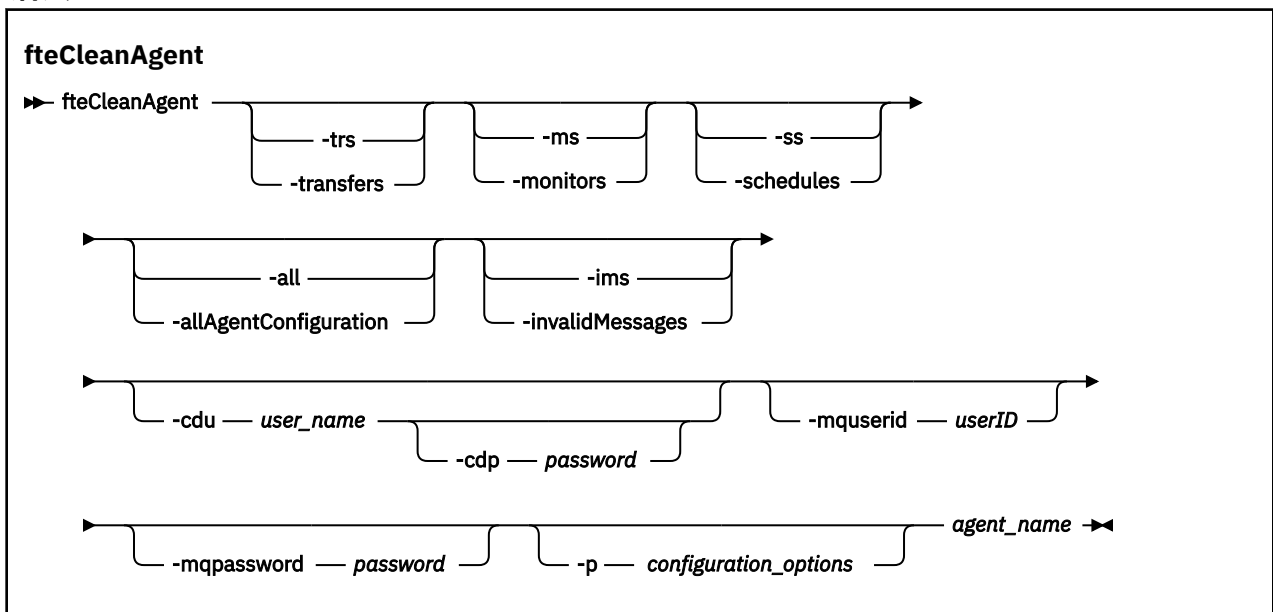 fteCleanAgent
fteCleanAgent
-trs -ms -ss
-transfers -monitors -schedules
-all -ims
-allAgentConfiguration -invalidMessages
-cdu user_name -mquserid userID
-cdp password
agent_name
-mqpassword password -p configuration_options